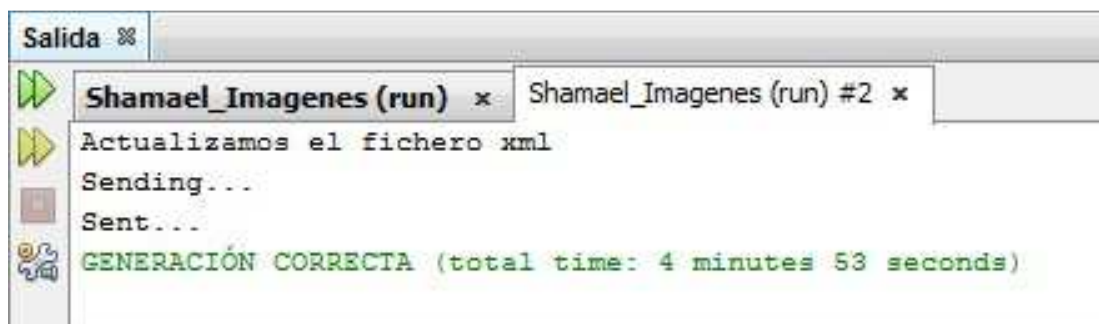 Salida
Shamael_Imagenes (run) × Shamael_Imagenes (run) #2 ×
Actualizamos el fichero xml
Sending...
Sent...
GENERACIÓN CORRECTA (total time: 4 minutes 53 seconds)